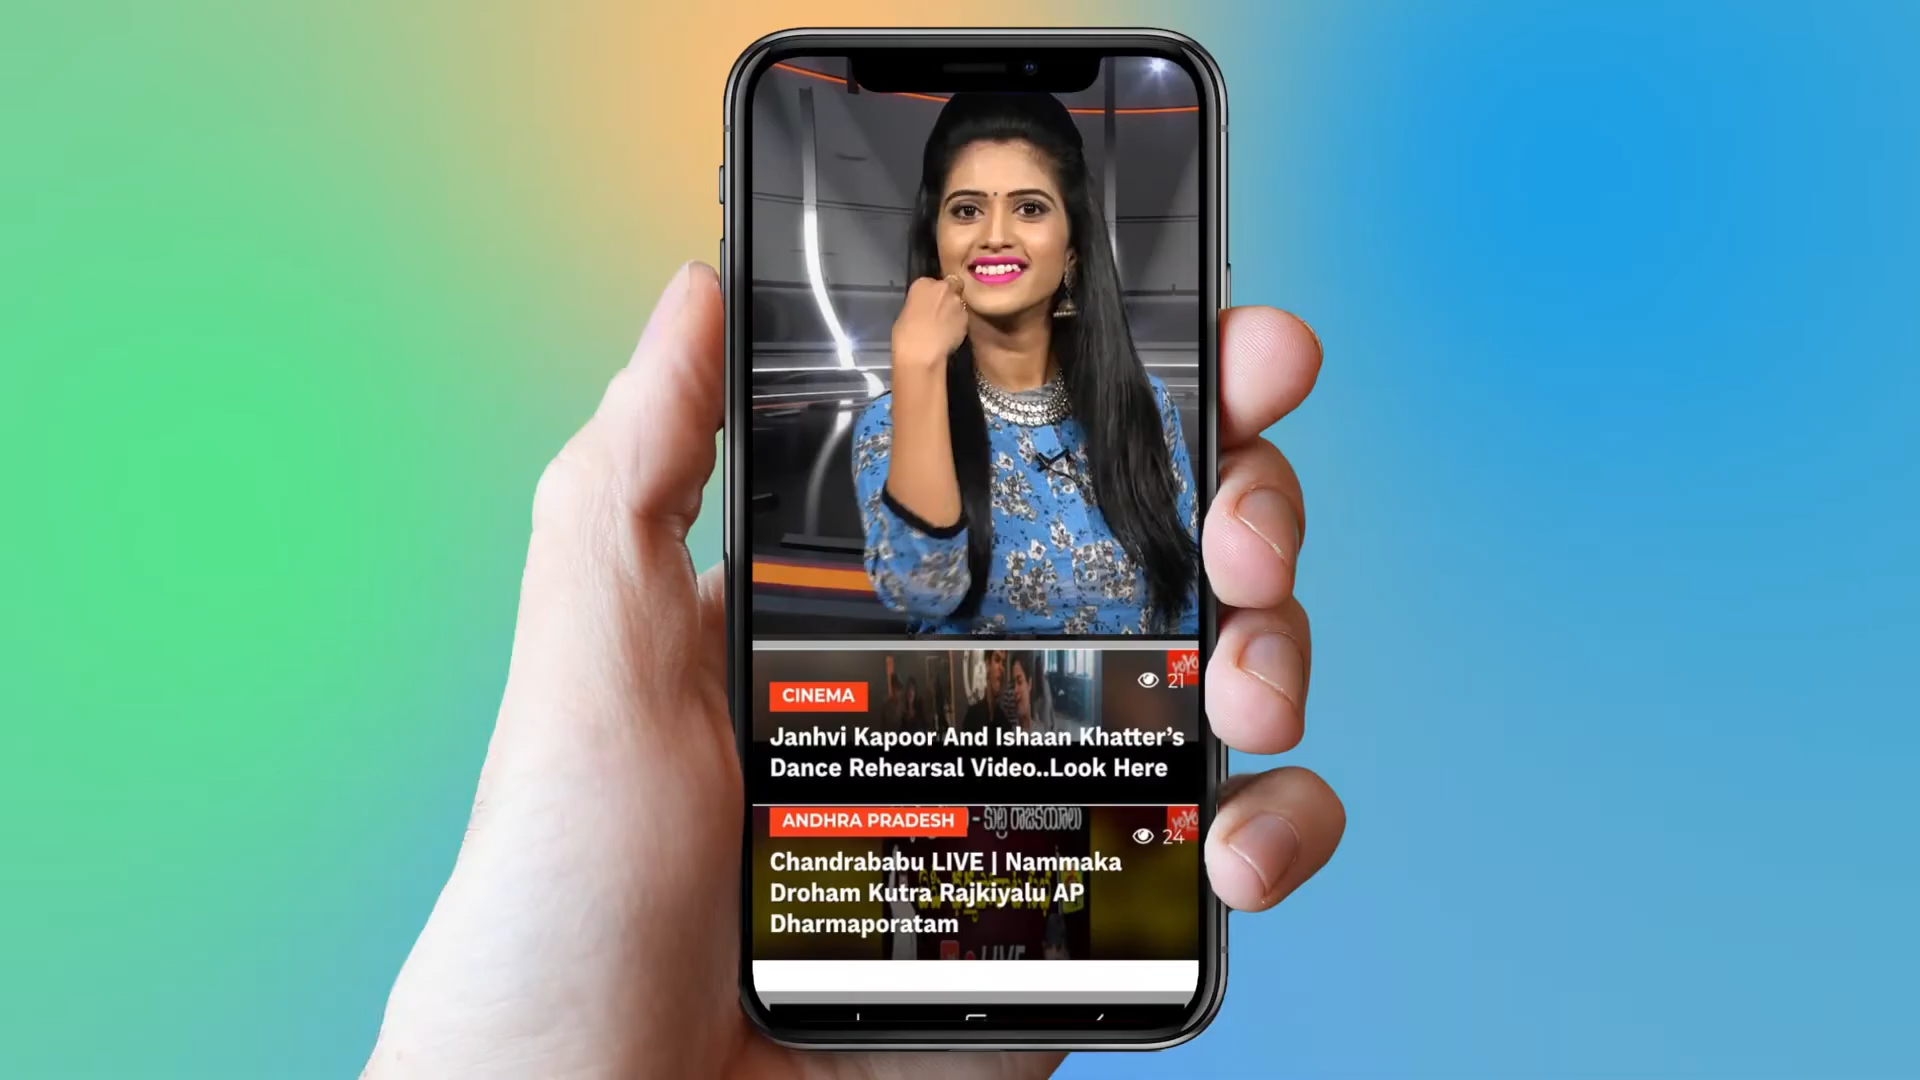 21
CINEMA
Janhvi Kapoor And Ishaan Khatter’s
Dance Rehearsal Video..Look Here
ANDHRA PRADESH
24
Chandrababu LIVE | Nammaka
Droham Kutra Rajkiyalu AP
Dharmaporatam
LIVE